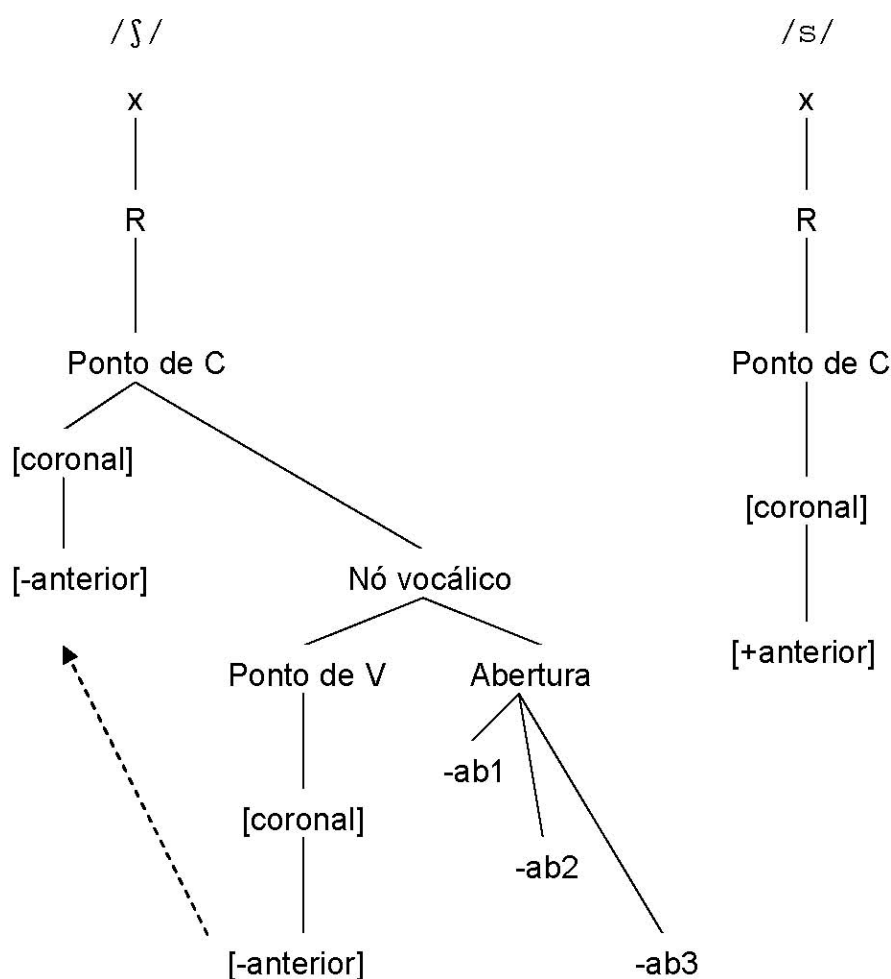 /ʃ/ /s/
x x
R R
Ponto de C Ponto de C
[coronal]
[coronal]
[-anterior] Nó vocálico
[+anterior]
Ponto de V Abertura
-ab1
[coronal]
-ab2
[-anterior] -ab3